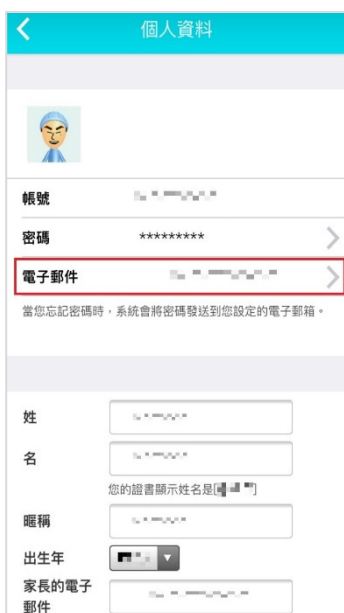 個人資料
帳號
密碼 *********
電子郵件
當您忘記密碼時，系統會將密碼發送到您設定的電子郵箱。
姓
名
您的證書顯示姓名是[
暱稱
出生年
家長的電子
郵件